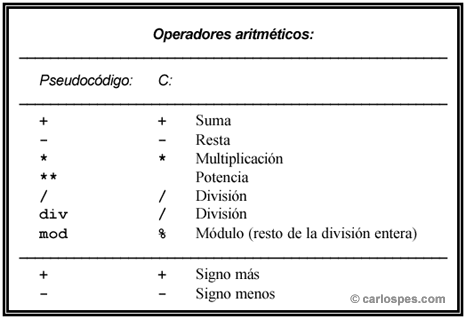 Operadores aritméticos:
Pseudocódigo: C:
+ + Suma
- - Resta
* * Multiplicación
** Potencia
/ / División
div / División
mod % Módulo (resto de la división entera)
+ + Signo más
- - Signo menos
© carlospes.com